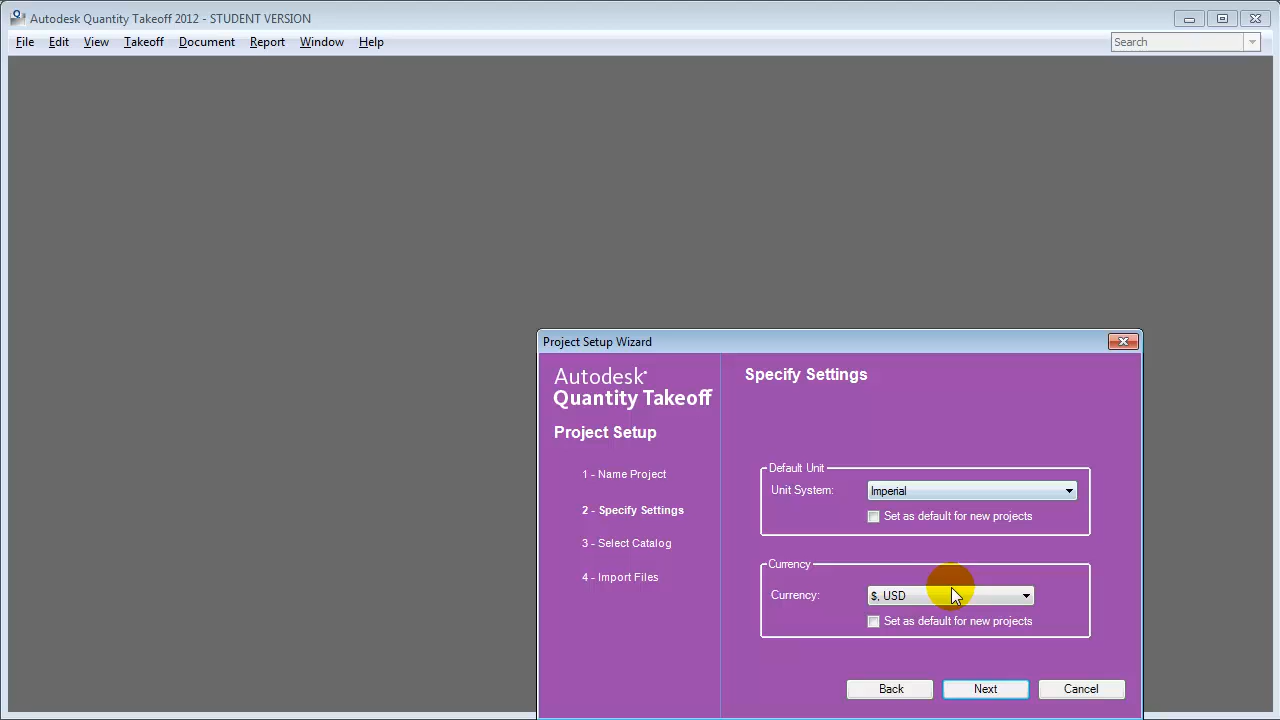 Autodesk Quantity Takeoff 2012 - STUDENT VERSION
File Edit View Takeoff Document Report Window Help
Search
Project Setup Wizard
Autodesk
Quantity Takeoff
Project Setup
1 - Name Project
2 - Specify Settings
3 - Select Catalog
4 - Import Files
Specify Settings
Default Unit
Unit System: Imperial
Set as default for new projects
Currency
Currency: $, USD
Set as default for new projects
Back Next Cancel